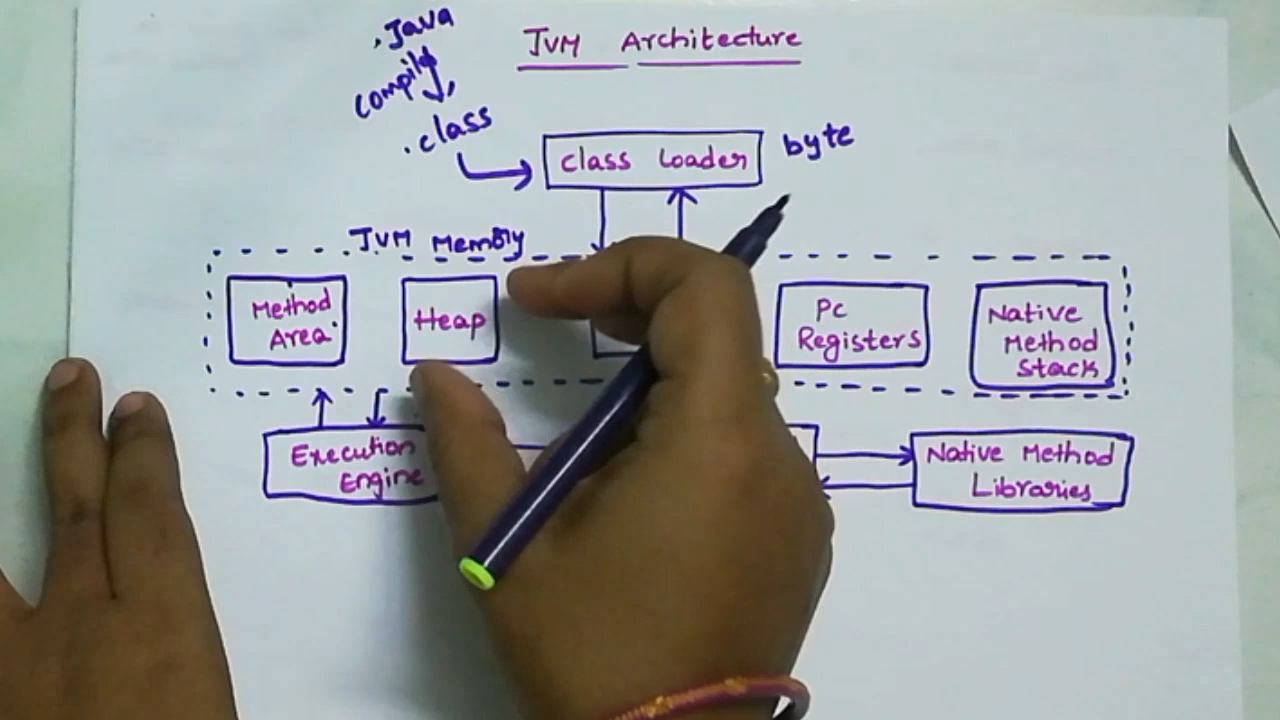 JVM Architecture
.Java
compile
.class
class Loader
byte
JVM Memory
Method
Area
Heap
PC
Registers
Native
Method
Stack
Execution
Engine
Native Method
Libraries